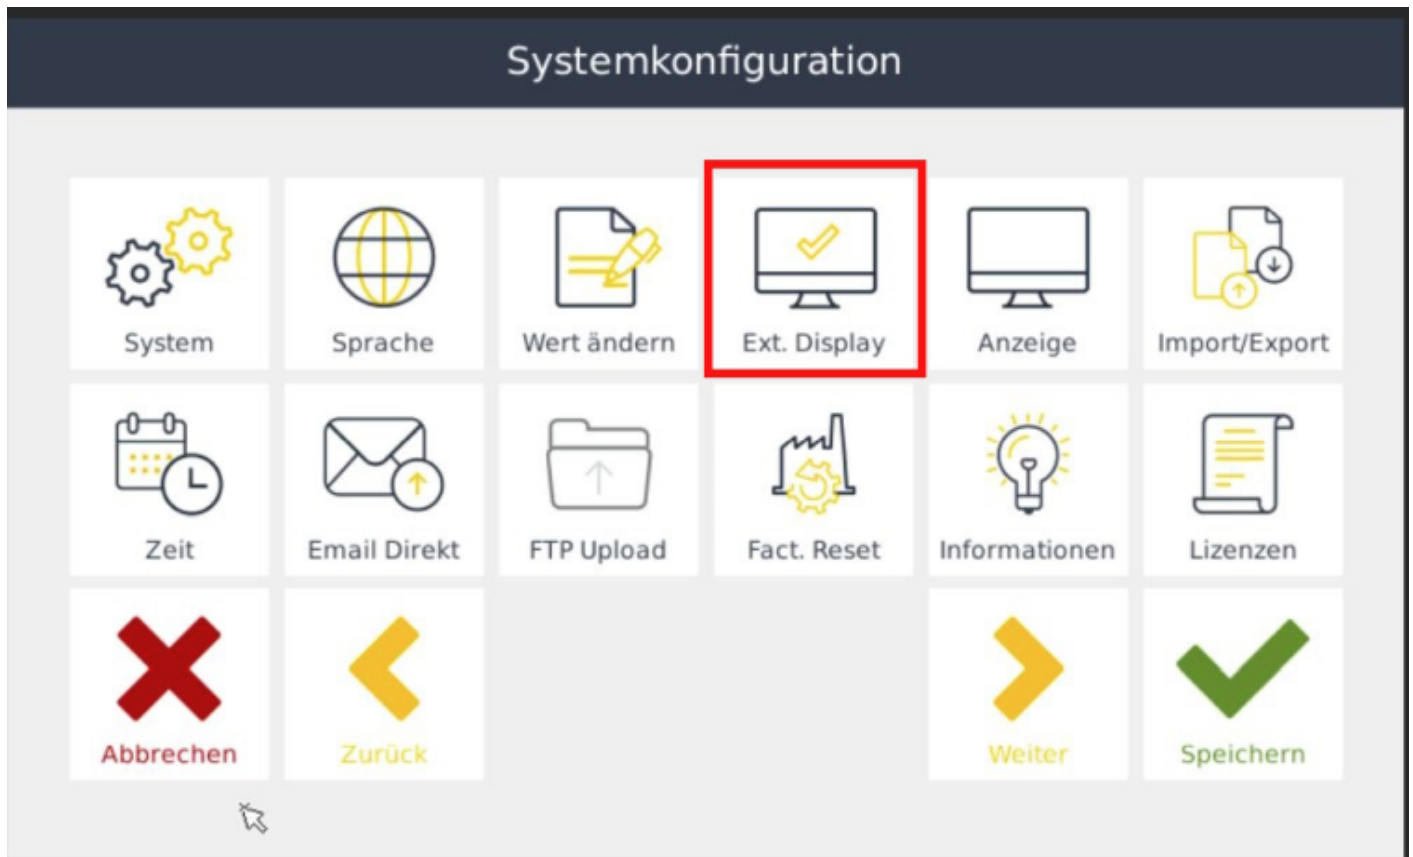 Systemkonfiguration
System
Sprache
Wert ändern
Ext. Display
Anzeige
Import/Export
Zeit
Email Direkt
FTP Upload
Fact. Reset
Informationen
Lizenzen
Abbrechen
Zurück
Weiter
Speichern